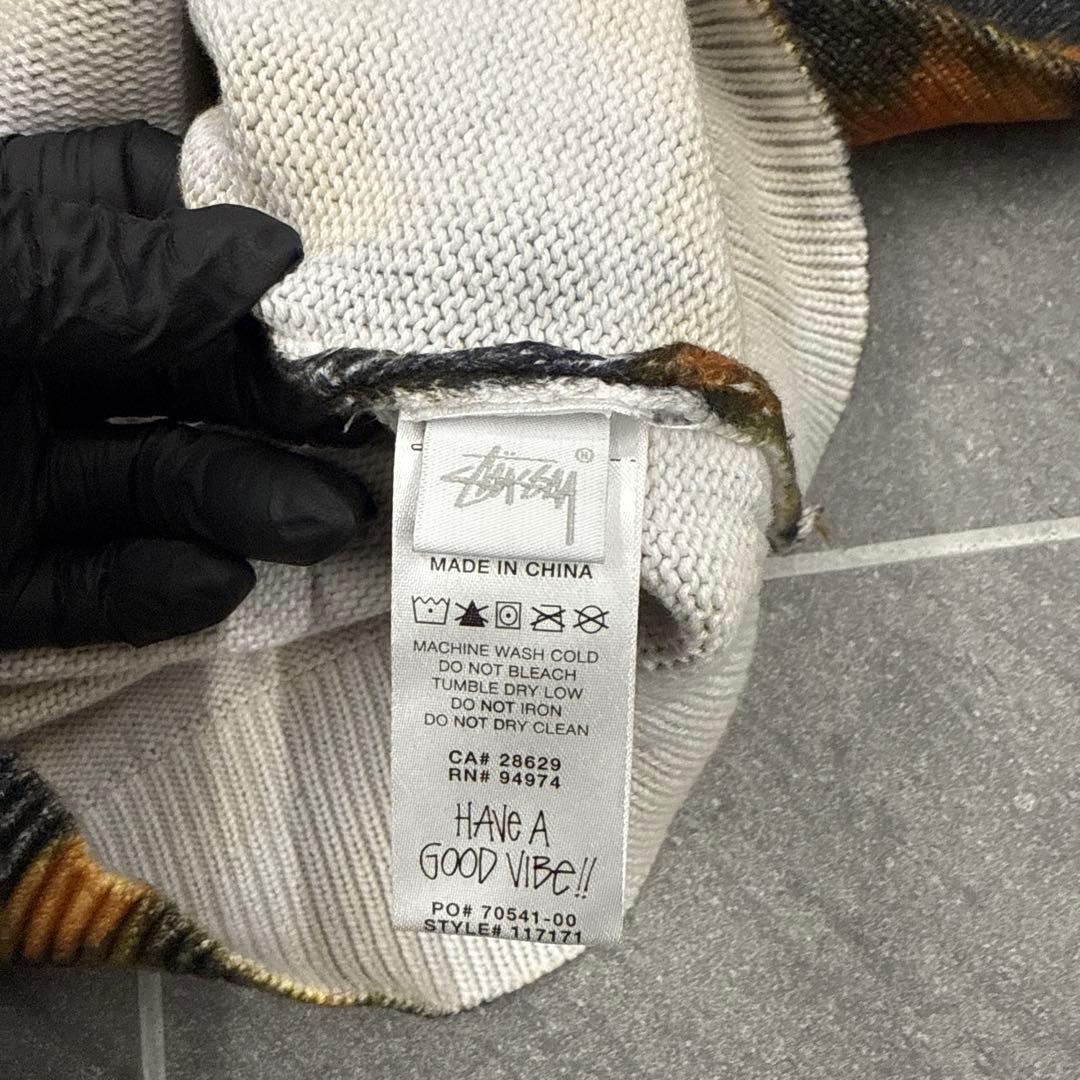 STÜSSY®
MADE IN CHINA
MACHINE WASH COLD
DO NOT BLEACH
TUMBLE DRY LOW
DO NOT IRON
DO NOT DRY CLEAN
CA# 28629
RN# 94974
HAVE A
GOOD VIBE!!
PO# 70541-00
STYLE# 117171